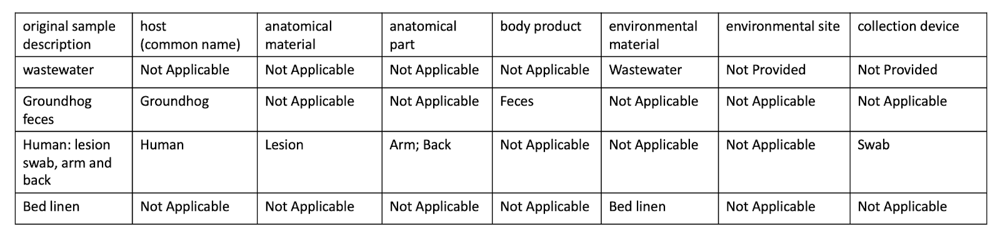 original sample description
host (common name)
anatomical material
anatomical part
body product
environmental material
environmental site
collection device
wastewater
Not Applicable
Not Applicable
Not Applicable
Not Applicable
Wastewater
Not Provided
Not Provided
Groundhog feces
Groundhog
Not Applicable
Not Applicable
Feces
Not Applicable
Not Applicable
Not Applicable
Human: lesion swab, arm and back
Human
Lesion
Arm; Back
Not Applicable
Not Applicable
Not Applicable
Swab
Bed linen
Not Applicable
Not Applicable
Not Applicable
Not Applicable
Bed linen
Not Applicable
Not Applicable